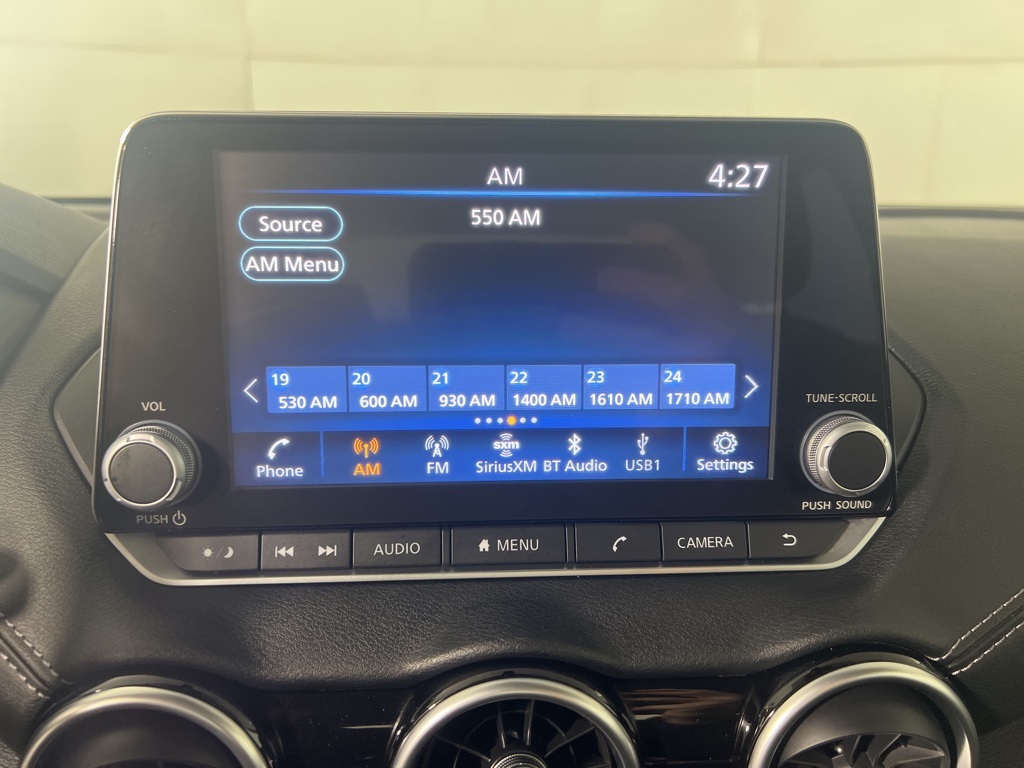 AM 4:27
Source 550 AM
AM Menu
19 20 21 22 23 24
530 AM 600 AM 930 AM 1400 AM 1610 AM 1710 AM
VOL
TUNE·SCROLL
sxm
Phone AM FM SiriusXM BT Audio USB1 Settings
PUSH
PUSH SOUND
AUDIO MENU CAMERA